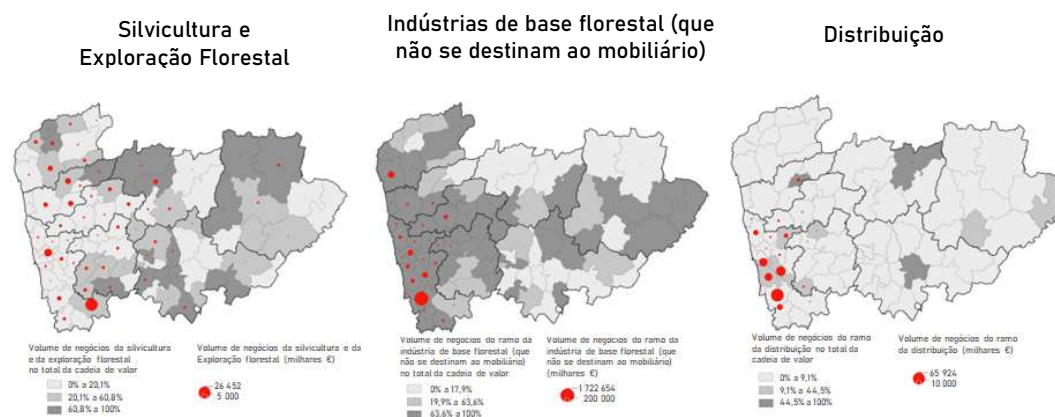 Silvicultura e
Exploração Florestal
Indústrias de base florestal (que
não se destinam ao mobiliário)
Distribuição
Volume de negócios da silvicultura
e da exploração florestal
no total da cadeia de valor
0% a 20,1%
20,1% a 60,8%
60,8% a 100%
Volume de negócios da silvicultura e da
Exploração florestal (milhares €)
26 452
5 000
Volume de negócios do ramo da
indústria de base florestal (que
não se destinam ao mobiliário)
no total da cadeia de valor
0% a 17,9%
19,9% a 63,6%
63,6% a 100%
Volume de negócios do ramo da
indústria de base florestal (que
não se destinam ao mobiliário)
(milhares €)
1 722 654
200 000
Volume de negócios do ramo
da distribuição no total da
cadeia de valor
0% a 9,1%
9,1% a 44,5%
44,5% a 100%
Volume de negócios do ramo
da distribuição (milhares €)
65 924
10 000